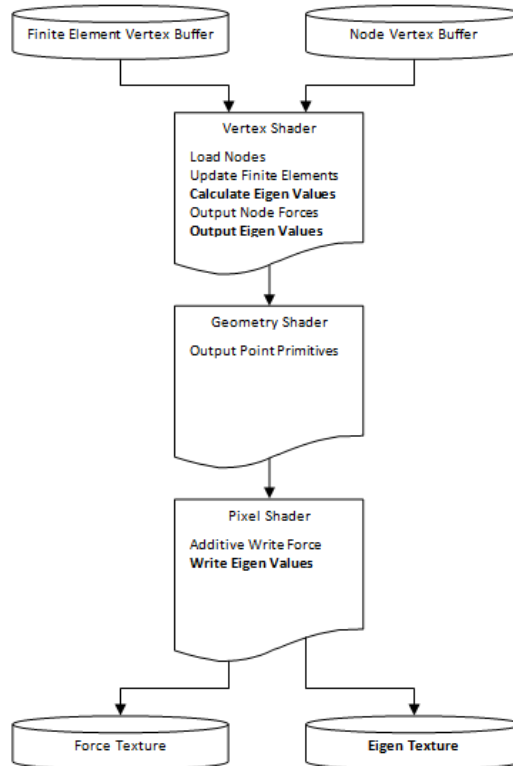 Finite Element Vertex Buffer
Node Vertex Buffer
Vertex Shader
Load Nodes
Update Finite Elements
Calculate Eigen Values
Output Node Forces
Output Eigen Values
Geometry Shader
Output Point Primitives
Pixel Shader
Additive Write Force
Write Eigen Values
Force Texture
Eigen Texture